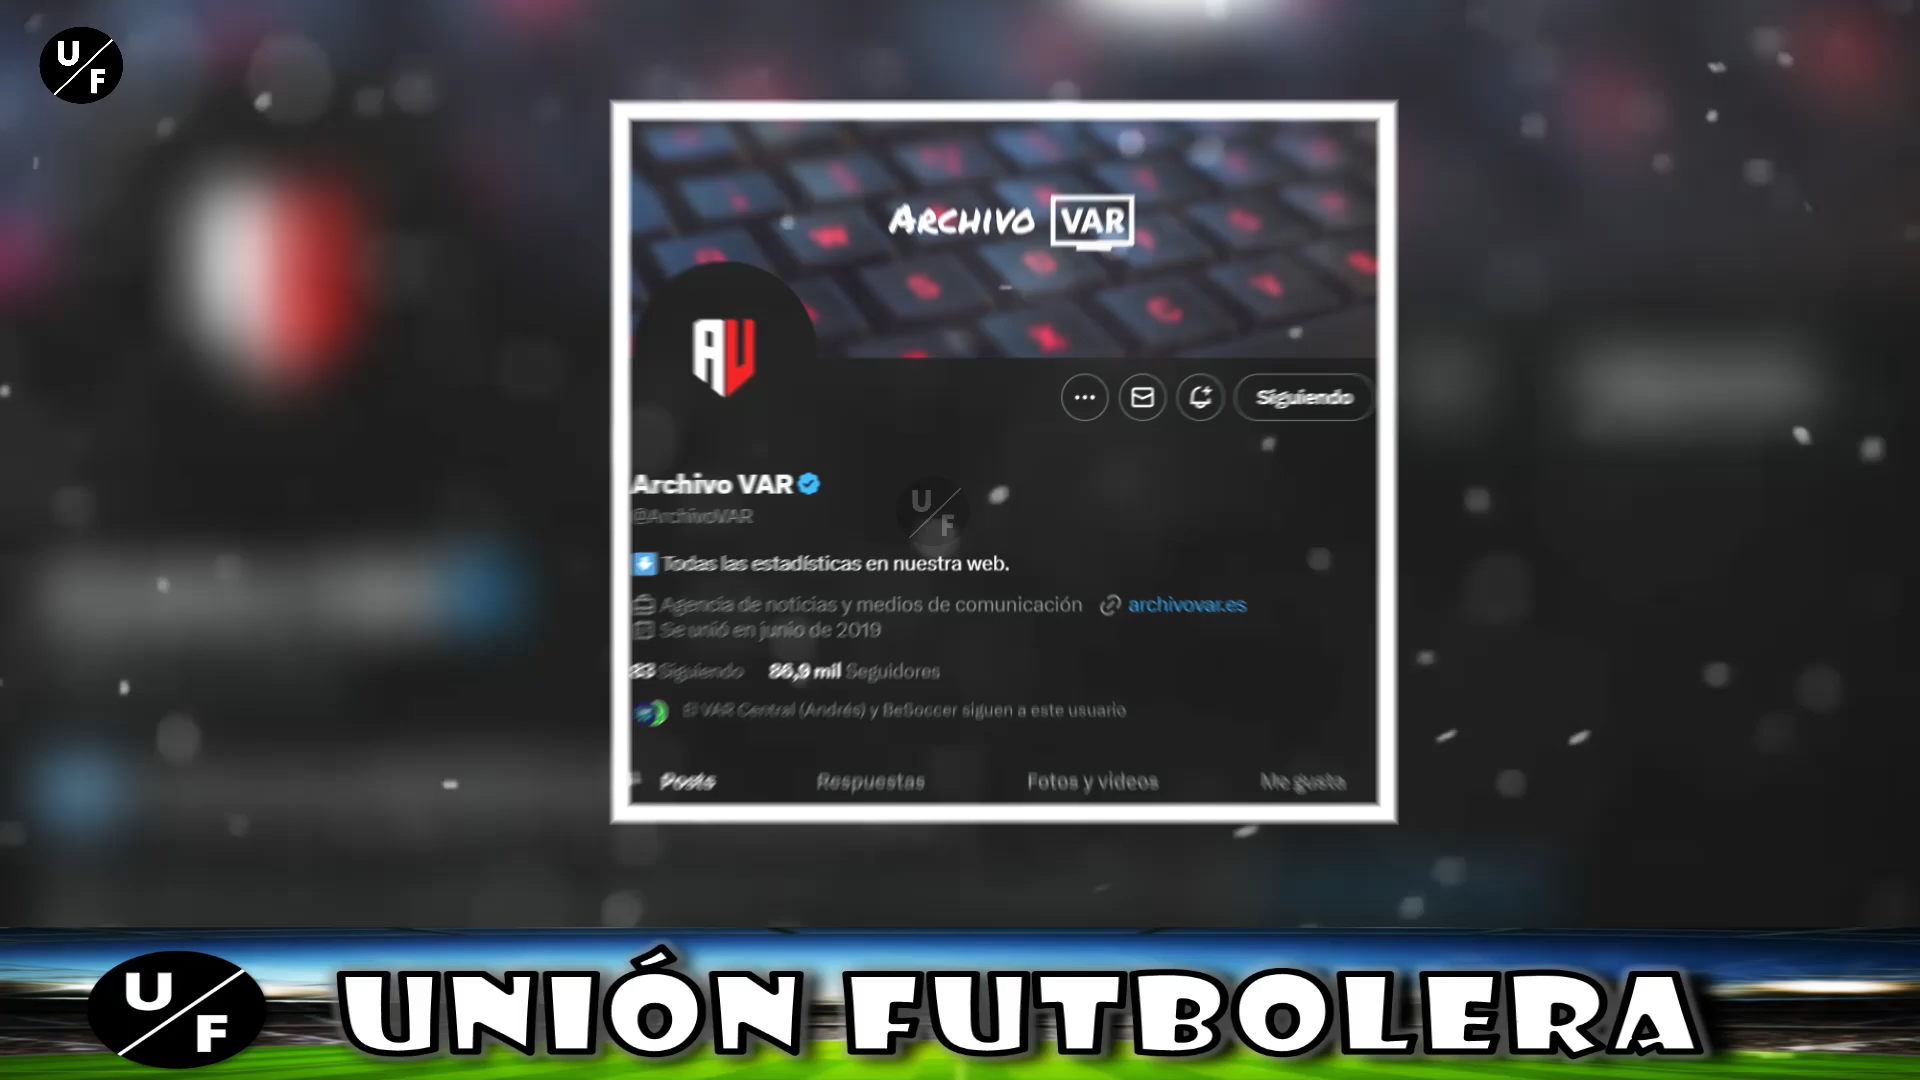 U
F
ARCHIVO VAR
AV
Siguiendo
Archivo VAR
@ArchivoVAR
Todas las estadísticas en nuestra web.
Agencia de noticias y medios de comunicación archivovar.es
Se unió en junio de 2019
83 Siguiendo 86,9 mil Seguidores
El VAR Central (Andrés) y BeSoccer siguen a este usuario
Posts Respuestas Fotos y videos Me gusta
U
F
U
F
UNIÓN FUTBOLERA